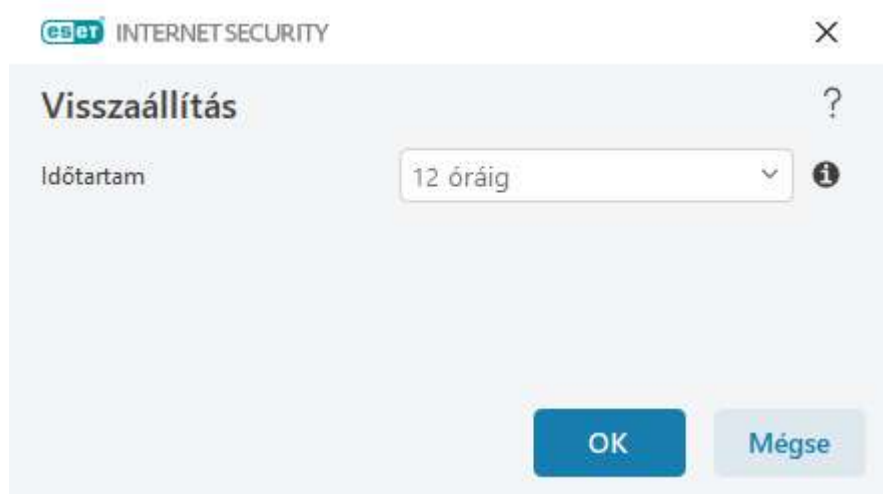 eset INTERNET SECURITY
Visszaállítás ?
Időtartam 12 óráig
OK Mégse